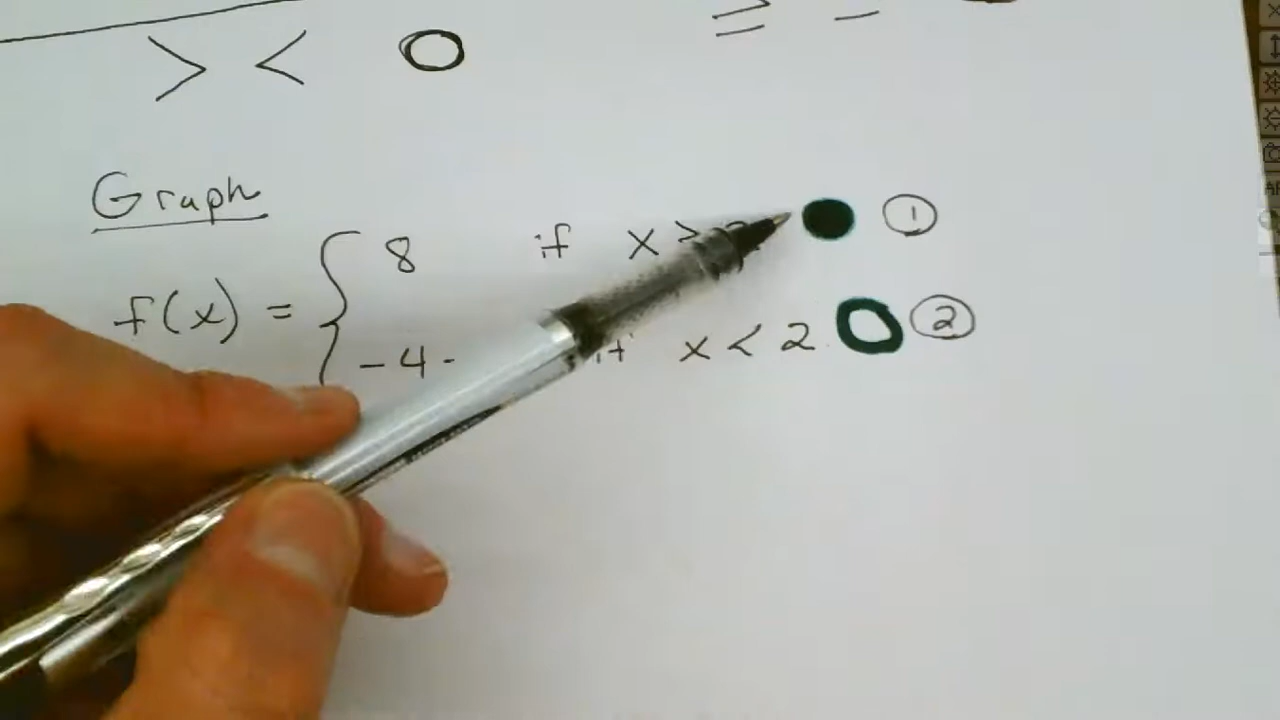 > < O = -
Graph
8 if x > ①
f(x) = {
-4 x < 2 ②